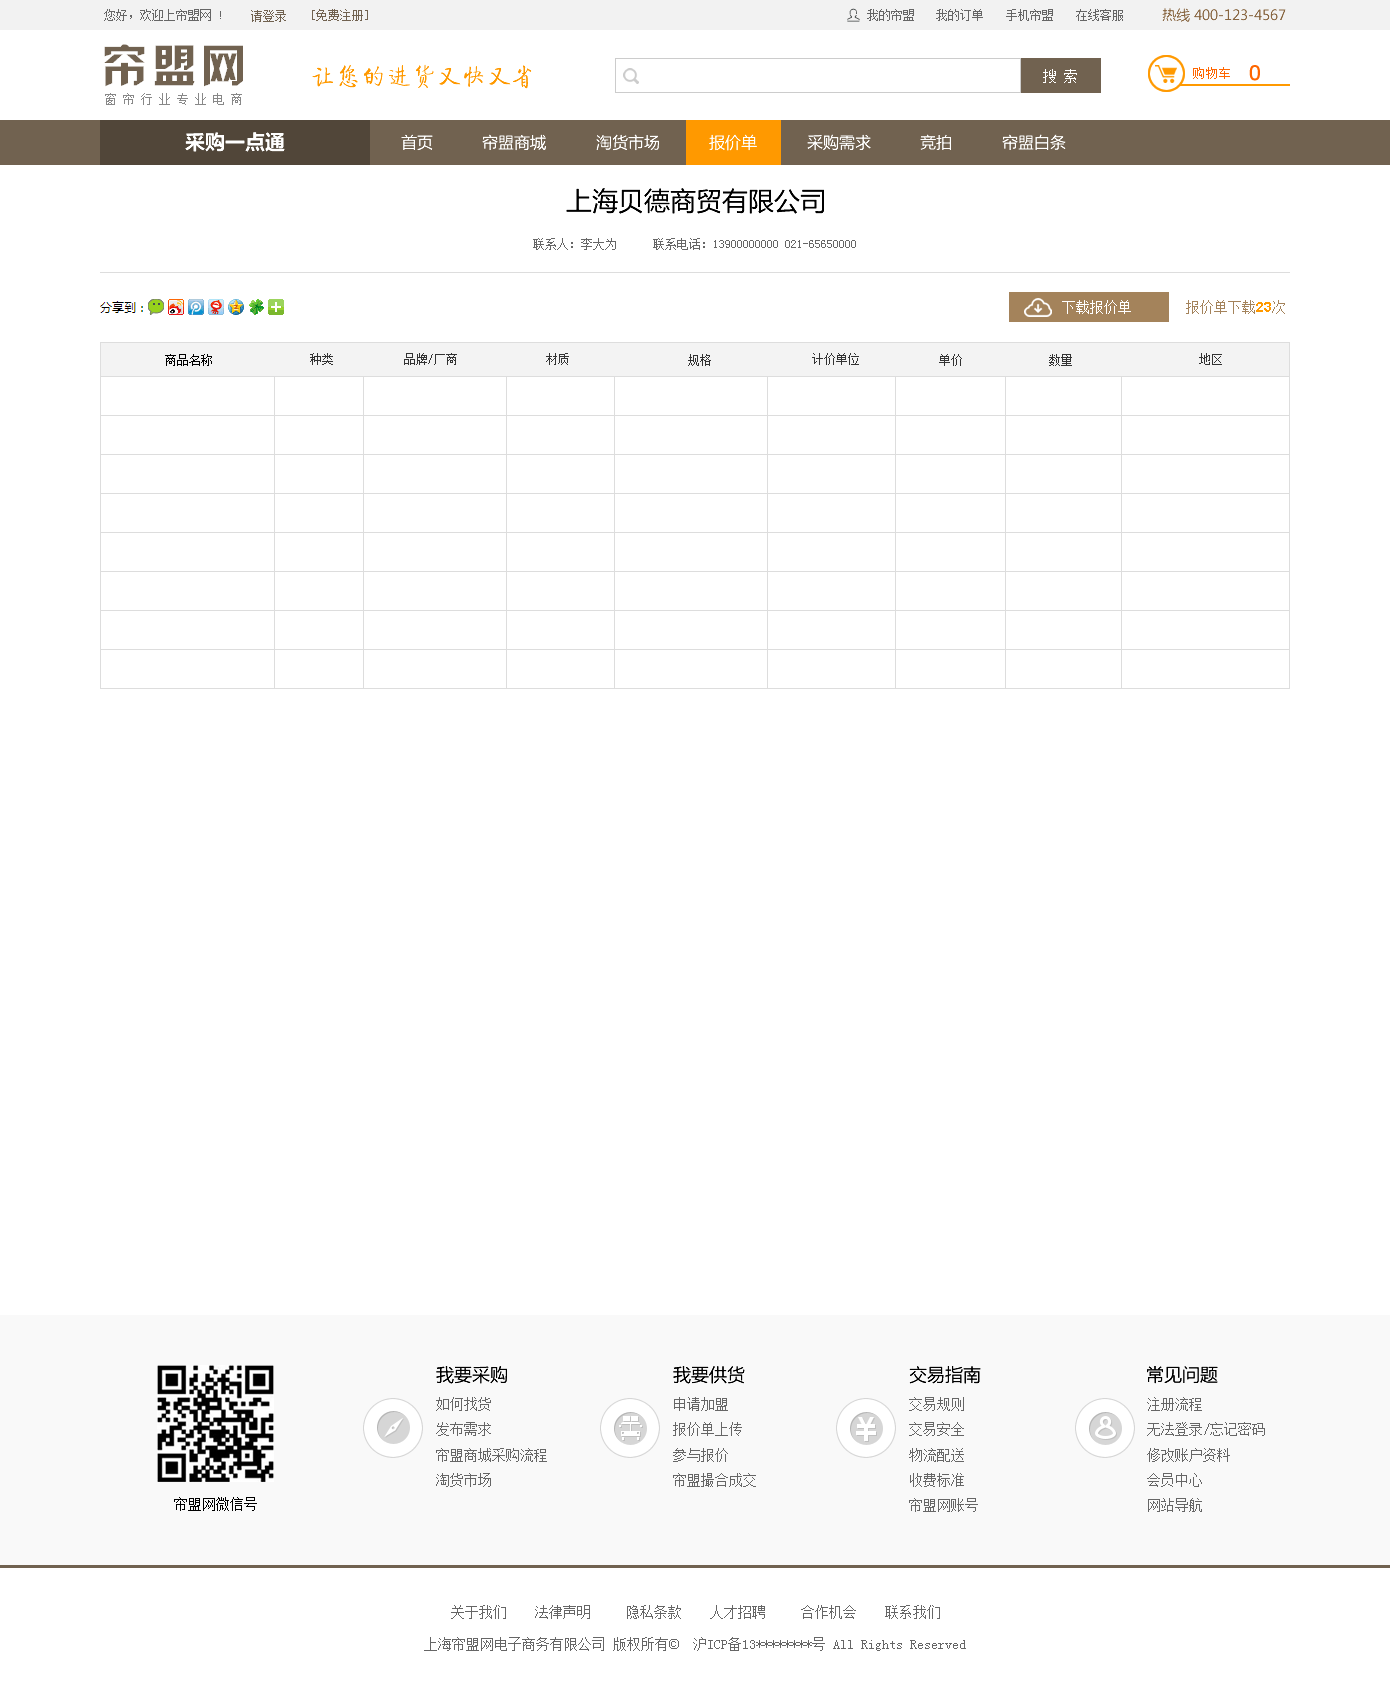 您好，欢迎上帘盟网 ！ 请登录 [免费注册] 我的帘盟 我的订单 手机帘盟 在线客服 热线 400-123-4567
帘盟网
窗帘行业专业电商
让您的进货又快又省
搜 索
购物车 0
采购一点通 首页 帘盟商城 淘货市场 报价单 采购需求 竞拍 帘盟白条
上海贝德商贸有限公司
联系人：李大为 联系电话：13900000000 021-65650000
分享到：
下载报价单 报价单下载23次
商品名称 种类 品牌/厂商 材质 规格 计价单位 单价 数量 地区
帘盟网微信号
我要采购
如何找货
发布需求
帘盟商城采购流程
淘货市场
我要供货
申请加盟
报价单上传
参与报价
帘盟撮合成交
交易指南
交易规则
交易安全
物流配送
收费标准
帘盟网账号
常见问题
注册流程
无法登录/忘记密码
修改账户资料
会员中心
网站导航
关于我们 法律声明 隐私条款 人才招聘 合作机会 联系我们
上海帘盟网电子商务有限公司 版权所有© 沪ICP备13********号 All Rights Reserved